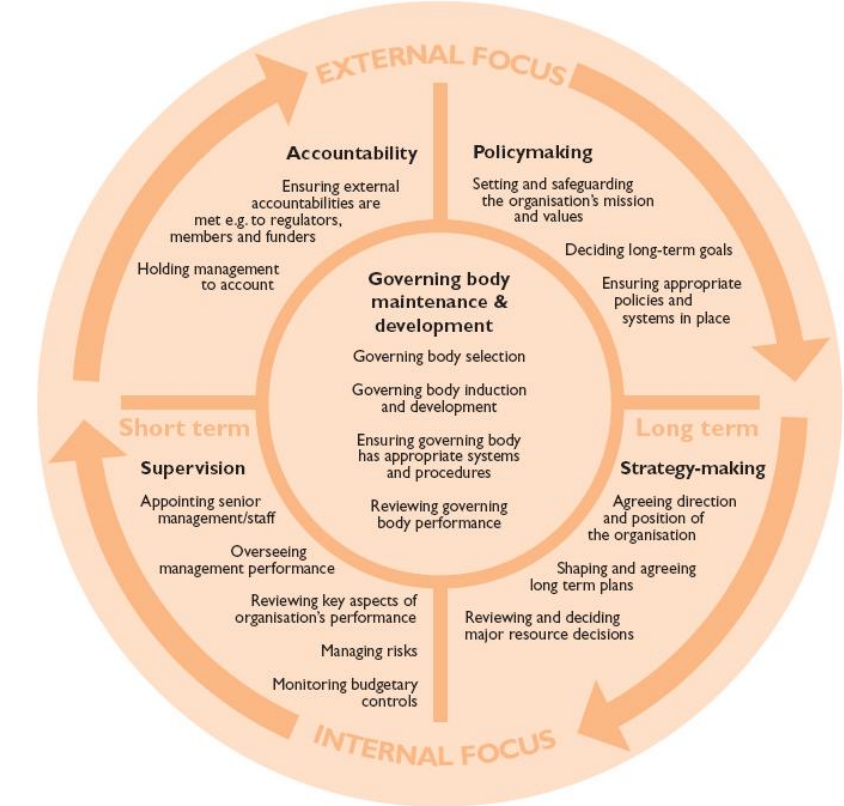 EXTERNAL FOCUS
Accountability
Ensuring external
accountabilities are
met e.g. to regulators,
members and funders
Holding management
to account
Policymaking
Setting and safeguarding
the organisation's mission
and values
Deciding long-term goals
Ensuring appropriate
policies and
systems in place
Governing body
maintenance &
development
Governing body selection
Governing body induction
and development
Ensuring governing body
has appropriate systems
and procedures
Reviewing governing
body performance
Short term
Long term
Supervision
Appointing senior
management/staff
Overseeing
management performance
Reviewing key aspects of
organisation's performance
Managing risks
Monitoring budgetary
controls
Strategy-making
Agreeing direction
and position of
the organisation
Shaping and agreeing
long term plans
Reviewing and deciding
major resource decisions
INTERNAL FOCUS